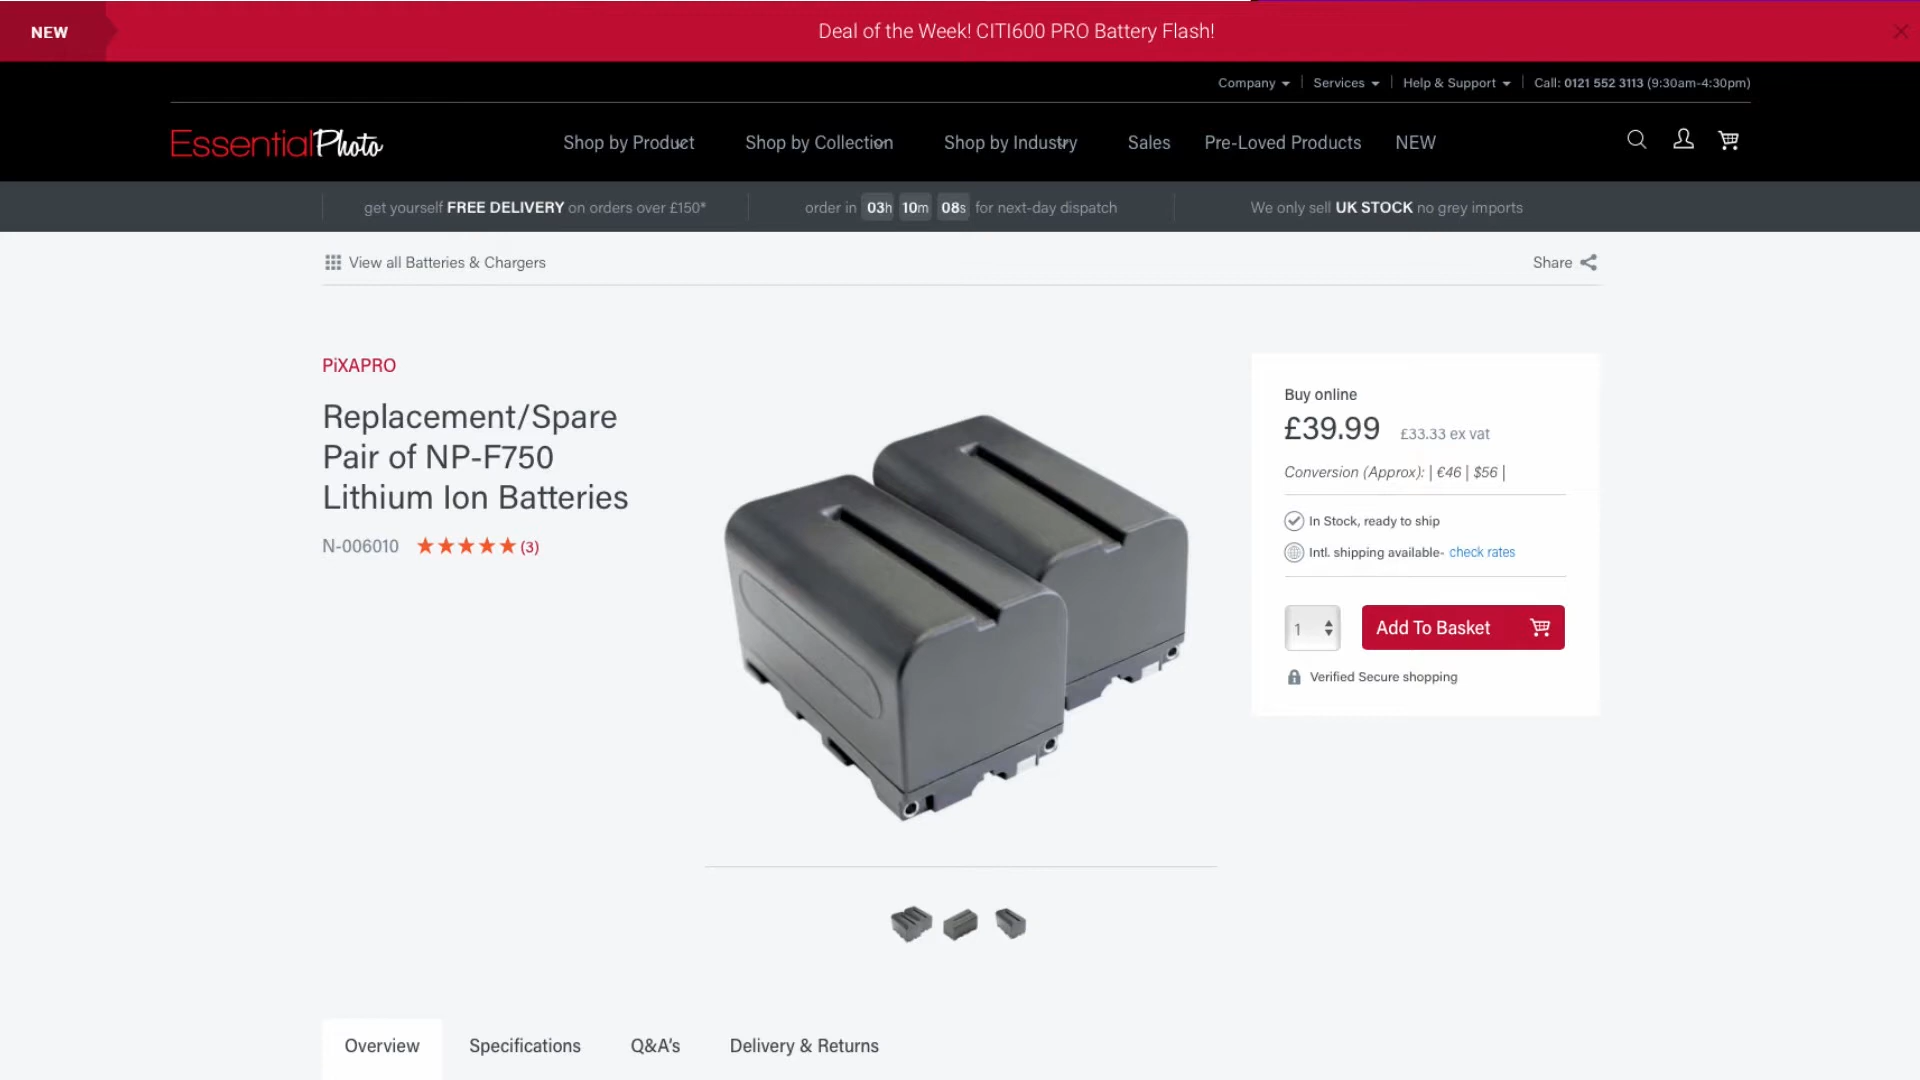 NEW
Deal of the Week! CITI600 PRO Battery Flash!
Company
Services
Help & Support
Call: 0121 552 3113 (9:30am-4:30pm)
EssentialPhoto
Shop by Product
Shop by Collection
Shop by Industry
Sales
Pre-Loved Products
NEW
get yourself FREE DELIVERY on orders over £150*
order in 03h 10m 08s for next-day dispatch
We only sell UK STOCK no grey imports
View all Batteries & Chargers
Share
PiXAPRO
Replacement/Spare
Pair of NP-F750
Lithium Ion Batteries
N-006010
(3)
Buy online
£39.99 £33.33 ex vat
Conversion (Approx): | €46 | $56 |
In Stock, ready to ship
Intl. shipping available- check rates
1
Add To Basket
Verified Secure shopping
Overview
Specifications
Q&A's
Delivery & Returns